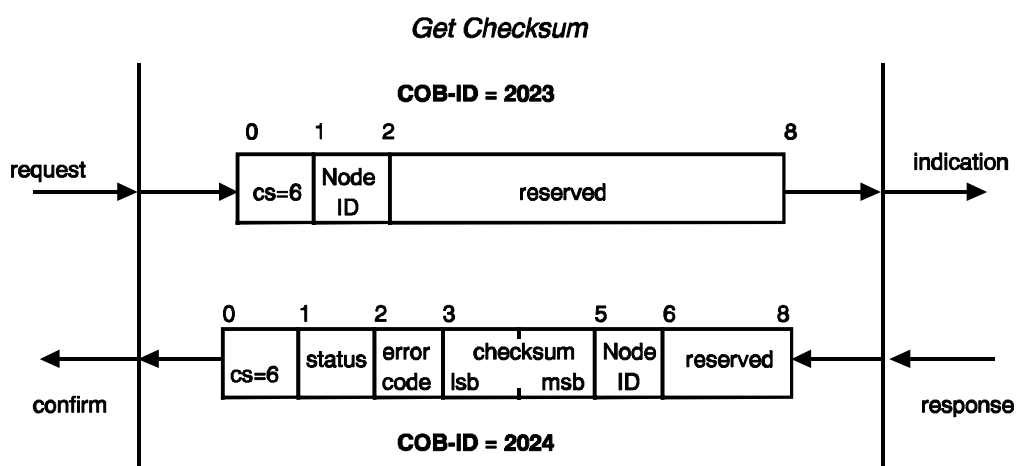 Get Checksum
COB-ID = 2023
0 1 2 8
request
cs=6
Node
ID
reserved
indication
0 1 2 3 5 6 8
cs=6
status
error
code
checksum
lsb msb
Node
ID
reserved
confirm
response
COB-ID = 2024